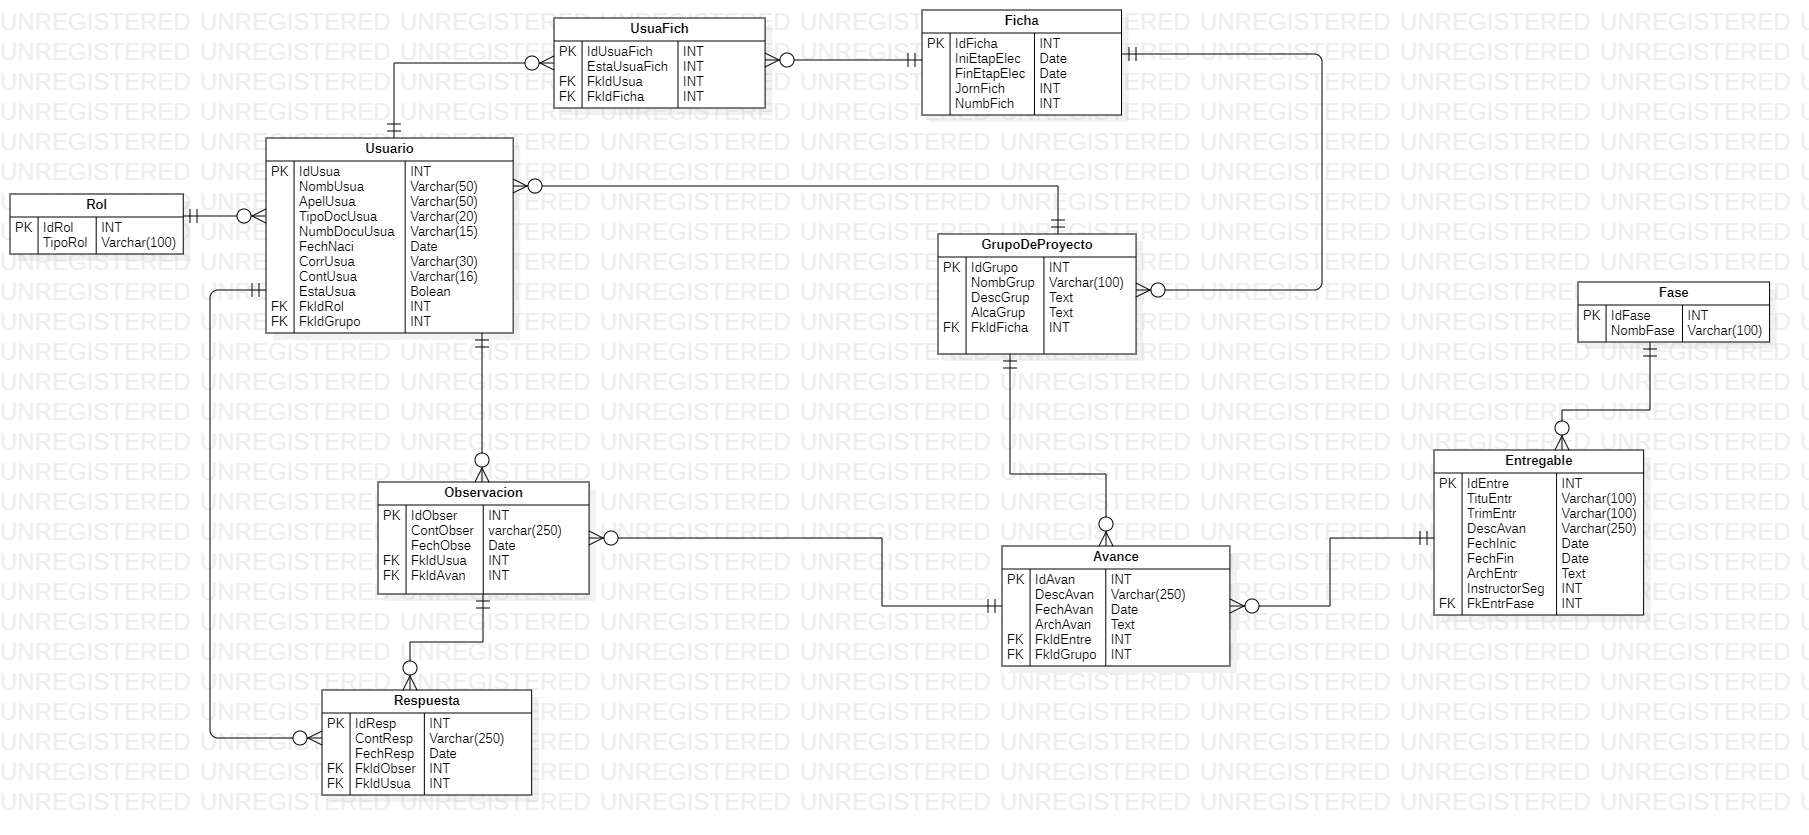 UsuaFich
PK IdUsuaFich INT
EstaUsuaFich INT
FK FkIdUsua INT
FK FkIdFicha INT
Ficha
PK IdFicha INT
IniEtapElec Date
FinEtapElec Date
JornFich INT
NumbFich INT
Usuario
PK IdUsua INT
NombUsua Varchar(50)
ApelUsua Varchar(50)
TipoDocUsua Varchar(20)
NumbDocuUsua Varchar(15)
FechNaci Date
CorrUsua Varchar(30)
ContUsua Varchar(16)
EstaUsua Bolean
FK FkIdRol INT
FK FkIdGrupo INT
Rol
PK IdRol INT
TipoRol Varchar(100)
GrupoDeProyecto
PK IdGrupo INT
NombGrup Varchar(100)
DescGrup Text
AlcaGrup Text
FK FkIdFicha INT
Fase
PK IdFase INT
NombFase Varchar(100)
Entregable
PK IdEntre INT
TituEntr Varchar(100)
TrimEntr Varchar(100)
DescAvan Varchar(250)
FechInic Date
FechFin Date
ArchEntr Text
InstructorSeg INT
FK FkEntrFase INT
Observacion
PK IdObser INT
ContObser varchar(250)
FechObse Date
FK FkIdUsua INT
FK FkIdAvan INT
Avance
PK IdAvan INT
DescAvan Varchar(250)
FechAvan Date
ArchAvan Text
FK FkIdEntre INT
FK FkIdGrupo INT
Respuesta
PK IdResp INT
ContResp Varchar(250)
FechResp Date
FK FkIdObser INT
FK FkIdUsua INT
UNREGISTERED